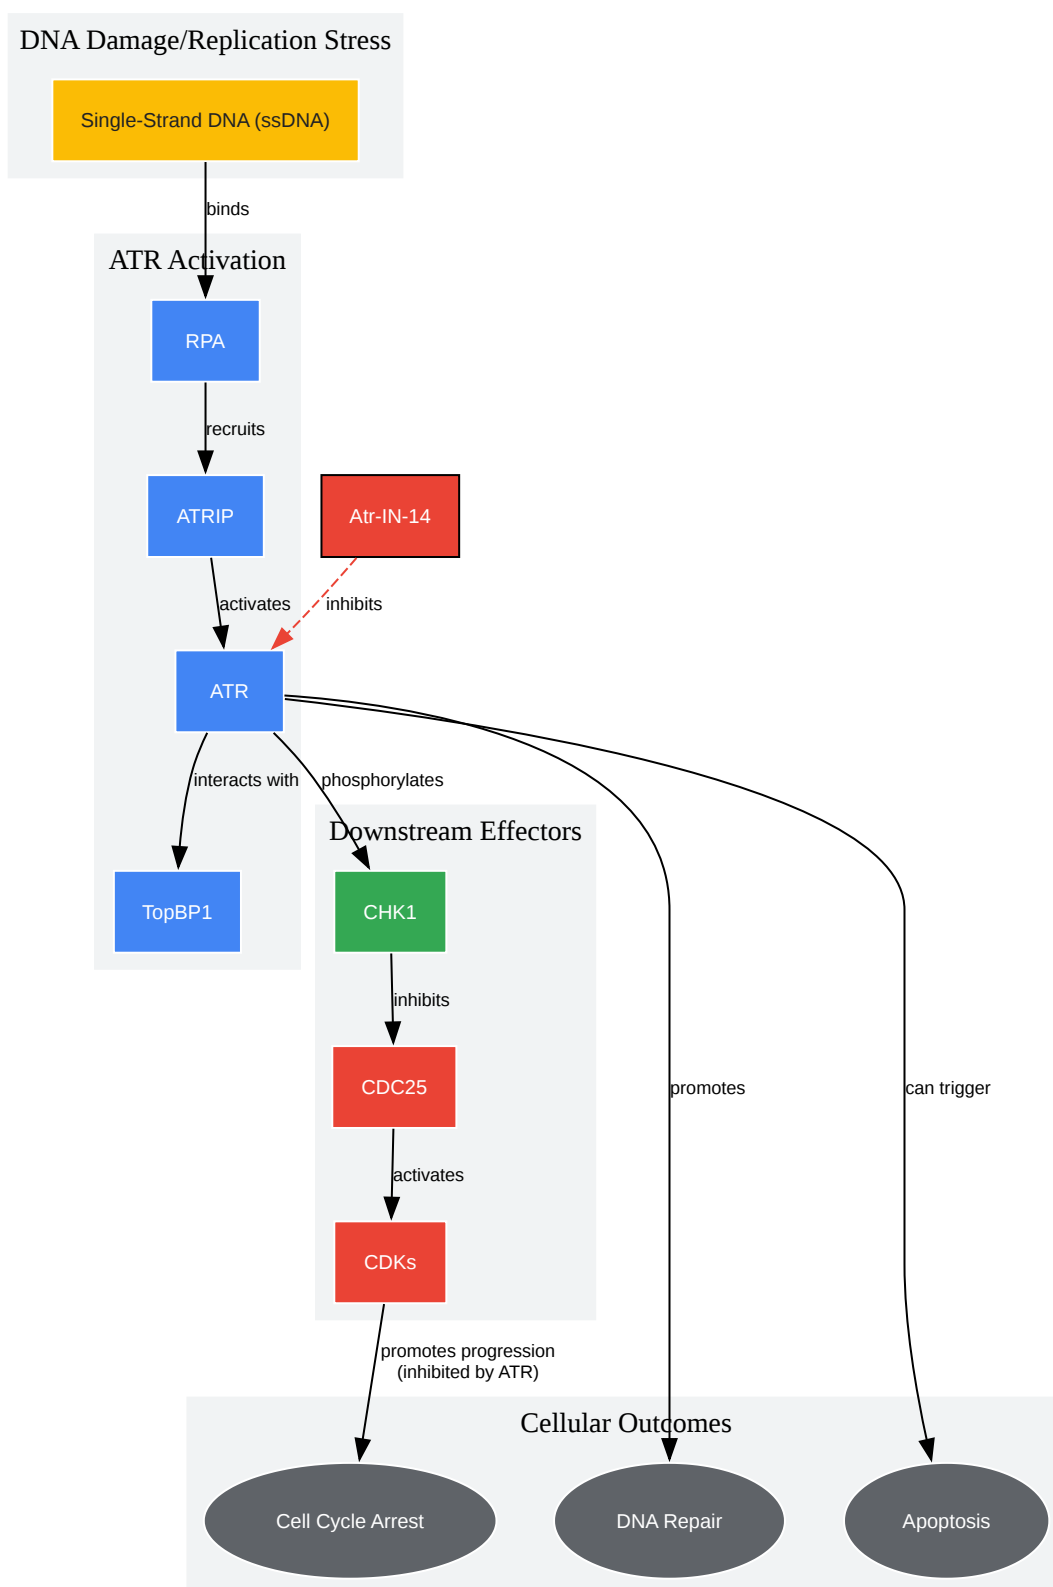 DNA Damage/Replication Stress
Single-Strand DNA (ssDNA)
binds
ATR Activation
RPA
recruits
ATRIP
Atr-IN-14
activates
inhibits
ATR
interacts with
phosphorylates
Downstream Effectors
TopBP1
CHK1
inhibits
CDC25
promotes
can trigger
activates
CDKs
promotes progression
(inhibited by ATR)
Cellular Outcomes
Cell Cycle Arrest
DNA Repair
Apoptosis